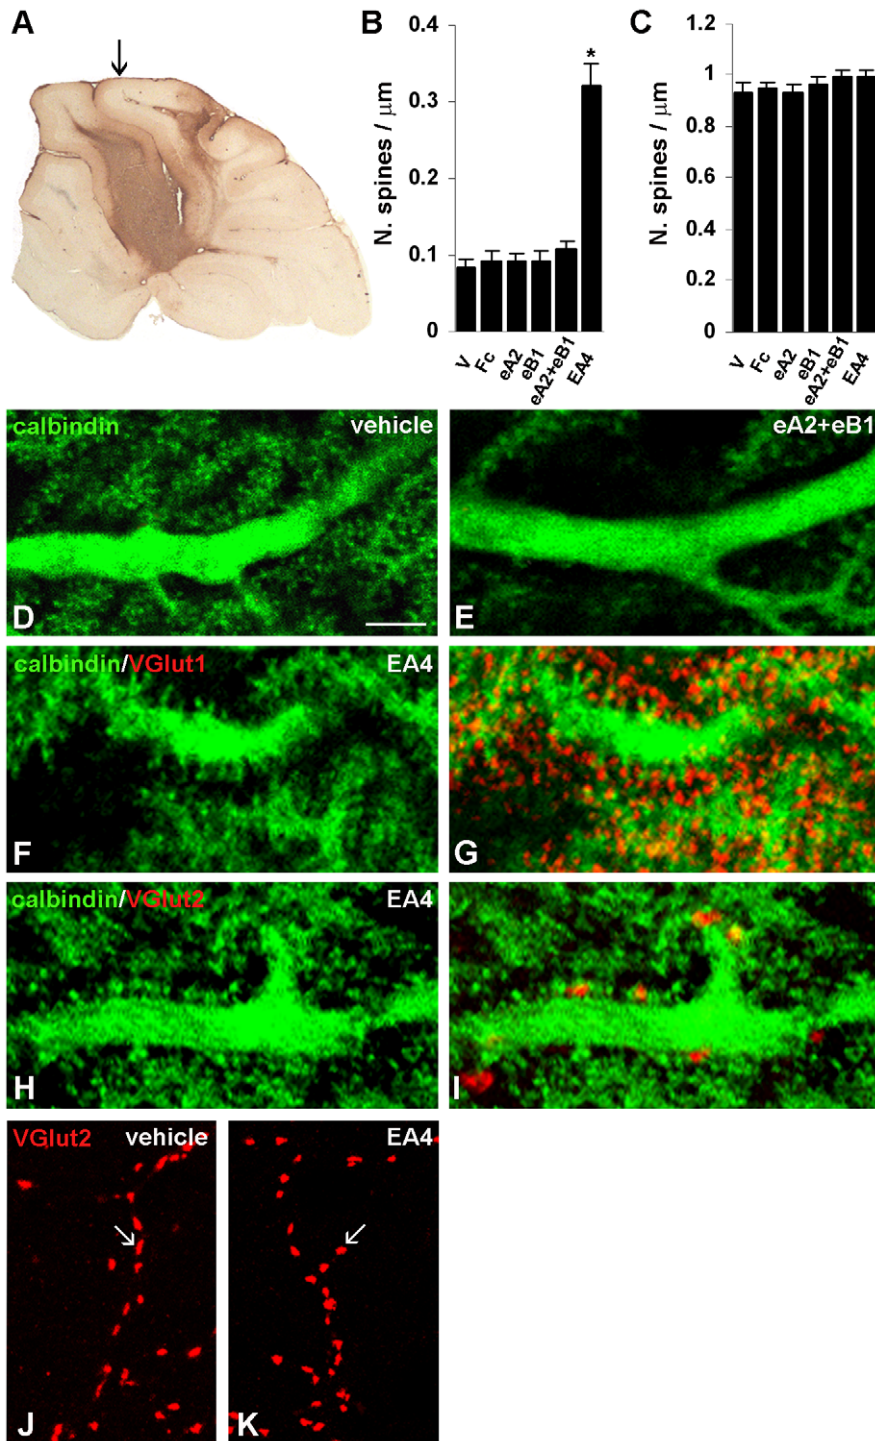 A
B
C
0.4
0.3
0.2
0.1
0
N. spines / μm
*
V
Fc
eA2
eB1
eA2+eB1
EA4
1.2
1
0.8
0.6
0.4
0.2
0
N. spines / μm
V
Fc
eA2
eB1
eA2+eB1
EA4
calbindin vehicle
D
eA2+eB1
E
calbindin/VGlut1 EA4
F
G
calbindin/VGlut2 EA4
H
I
VGlut2 vehicle
J
EA4
K